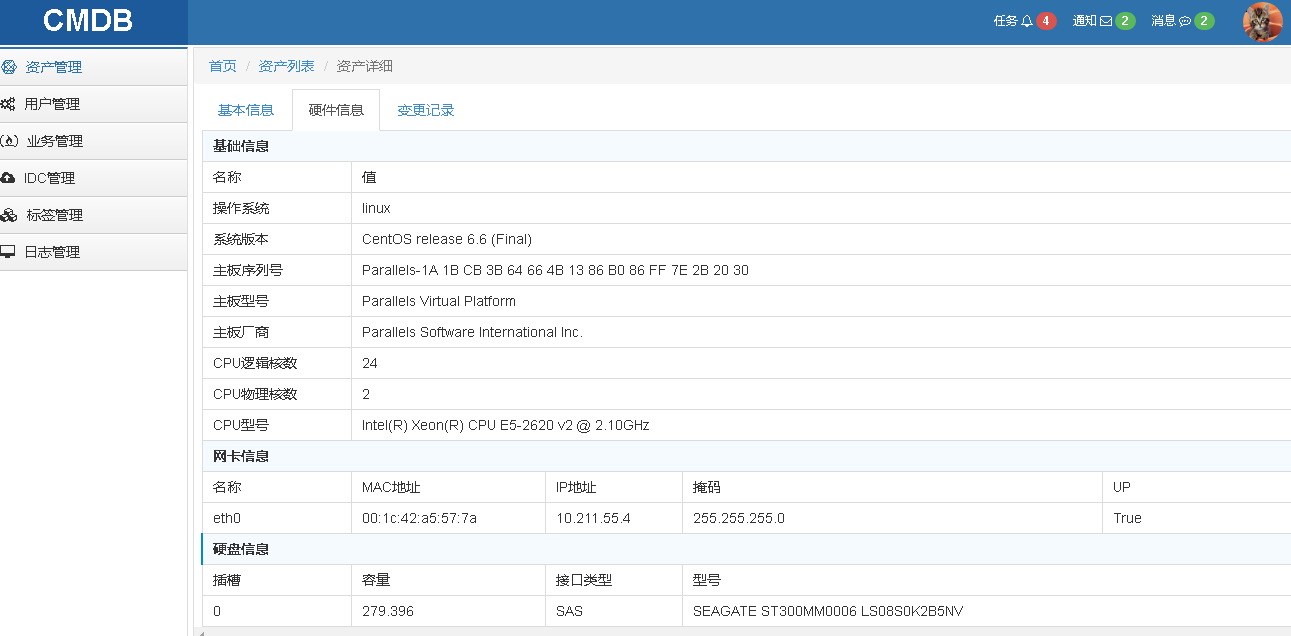 CMDB
任务 4 通知 2 消息 2
资产管理
用户管理
业务管理
IDC管理
标签管理
日志管理
首页 / 资产列表 / 资产详细
基本信息 硬件信息 变更记录
基础信息
名称 值
操作系统 linux
系统版本 CentOS release 6.6 (Final)
主板序列号 Parallels-1A 1B CB 3B 64 66 4B 13 86 B0 86 FF 7E 2B 20 30
主板型号 Parallels Virtual Platform
主板厂商 Parallels Software International Inc.
CPU逻辑核数 24
CPU物理核数 2
CPU型号 Intel(R) Xeon(R) CPU E5-2620 v2 @ 2.10GHz
网卡信息
名称 MAC地址 IP地址 掩码 UP
eth0 00:1c:42:a5:57:7a 10.211.55.4 255.255.255.0 True
硬盘信息
插槽 容量 接口类型 型号
0 279.396 SAS SEAGATE ST300MM0006 LS08S0K2B5NV